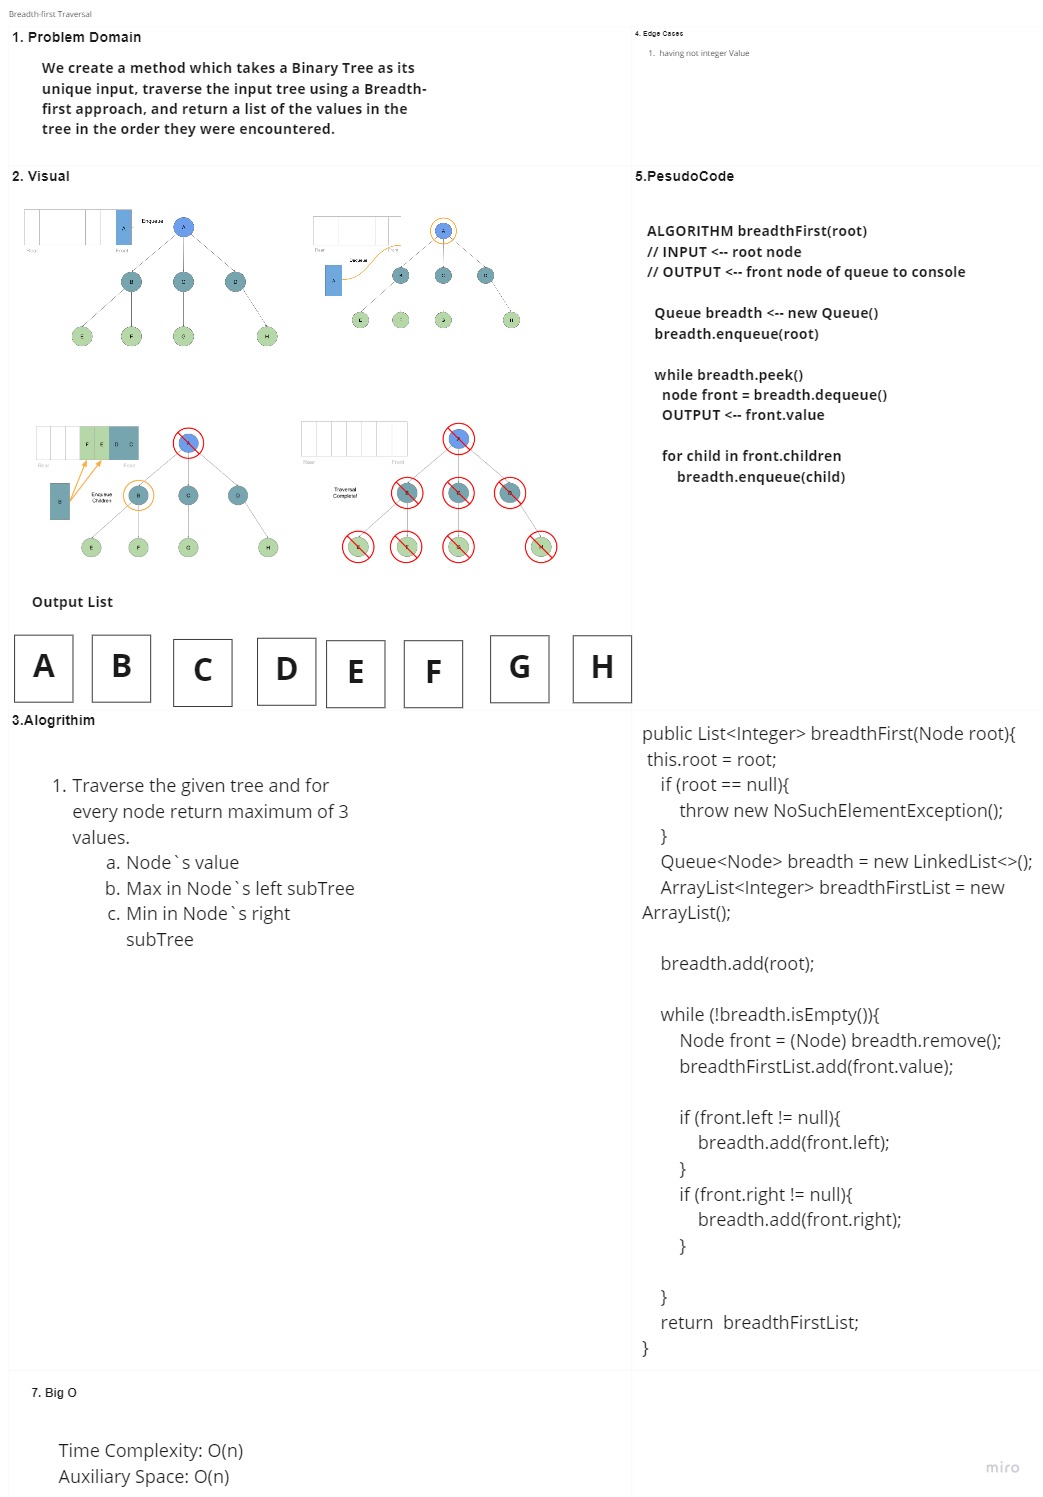 Breadth-first Traversal
1. Problem Domain
We create a method which takes a Binary Tree as its
unique input, traverse the input tree using a Breadth-
first approach, and return a list of the values in the
tree in the order they were encountered.
4. Edge Cases
1. having not integer Value
2. Visual
A
Enqueue
Rear
Front
A
B
C
D
E
F
G
H
Rear
Front
Dequeue
A
A
B
C
D
E
H
F
E
D
C
Rear
Front
B
Enqueue
Children
B
C
D
E
F
G
H
Rear
Front
Traversal
Complete!
Output List
A B C D E F G H
5.PesudoCode
ALGORITHM breadthFirst(root)
// INPUT <-- root node
// OUTPUT <-- front node of queue to console
Queue breadth <-- new Queue()
breadth.enqueue(root)
while breadth.peek()
node front = breadth.dequeue()
OUTPUT <-- front.value
for child in front.children
breadth.enqueue(child)
3.Alogrithim
1. Traverse the given tree and for
every node return maximum of 3
values.
a. Node`s value
b. Max in Node`s left subTree
c. Min in Node`s right
subTree
public List<Integer> breadthFirst(Node root){
this.root = root;
if (root == null){
throw new NoSuchElementException();
}
Queue<Node> breadth = new LinkedList<>();
ArrayList<Integer> breadthFirstList = new
ArrayList();
breadth.add(root);
while (!breadth.isEmpty()){
Node front = (Node) breadth.remove();
breadthFirstList.add(front.value);
if (front.left != null){
breadth.add(front.left);
}
if (front.right != null){
breadth.add(front.right);
}
}
return breadthFirstList;
}
7. Big O
Time Complexity: O(n)
Auxiliary Space: O(n)
miro